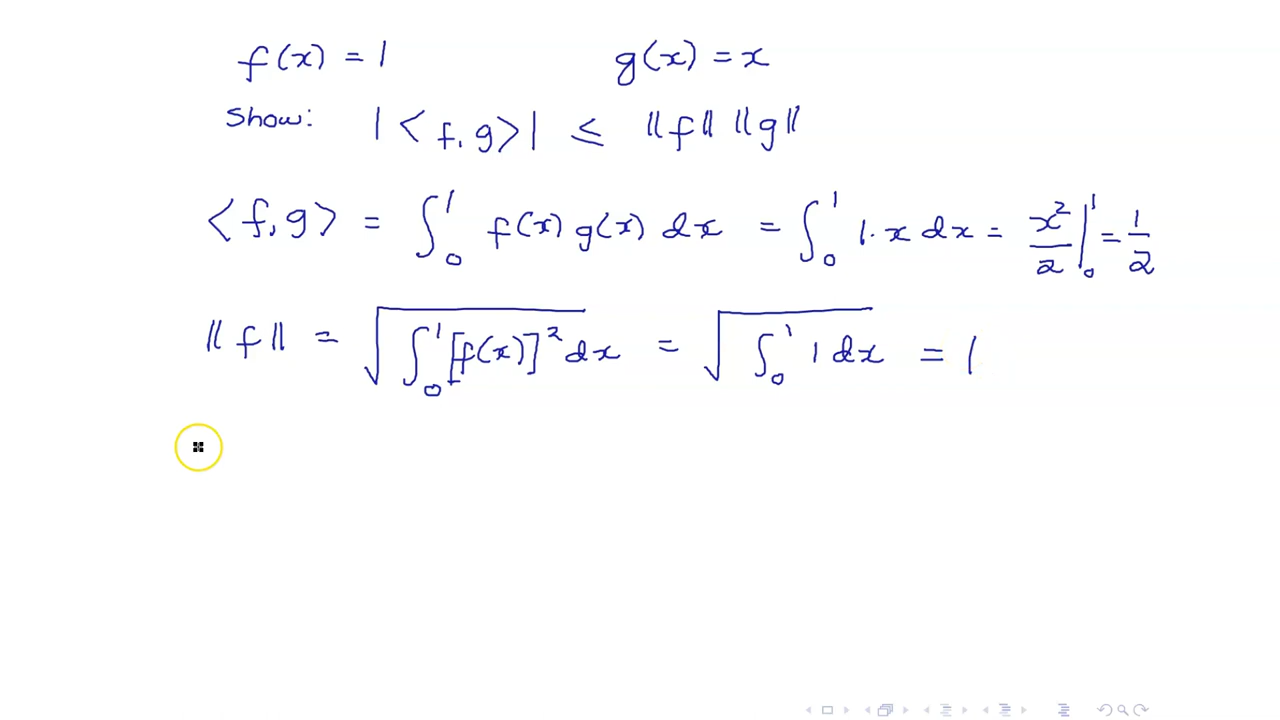 f(x) = 1 g(x) = x
Show: |<f, g>| ≤ ‖f‖ ‖g‖
<f, g> = ∫₀¹ f(x) g(x) dx = ∫₀¹ 1·x dx = x²/2 |₀¹ = 1/2
‖f‖ = √(∫₀¹ [f(x)]² dx) = √(∫₀¹ 1 dx) = 1